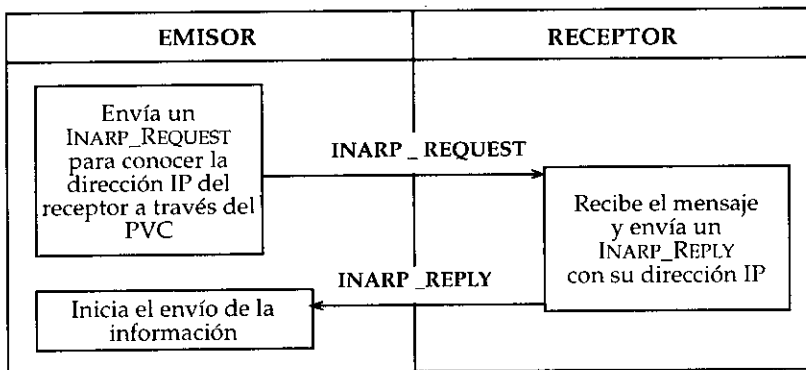 EMISOR
RECEPTOR
Envía un
INARP_REQUEST
para conocer la
dirección IP del
receptor a través del
PVC
INARP _ REQUEST
Recibe el mensaje
y envía un
INARP_REPLY
con su dirección IP
INARP _REPLY
Inicia el envío de la
información